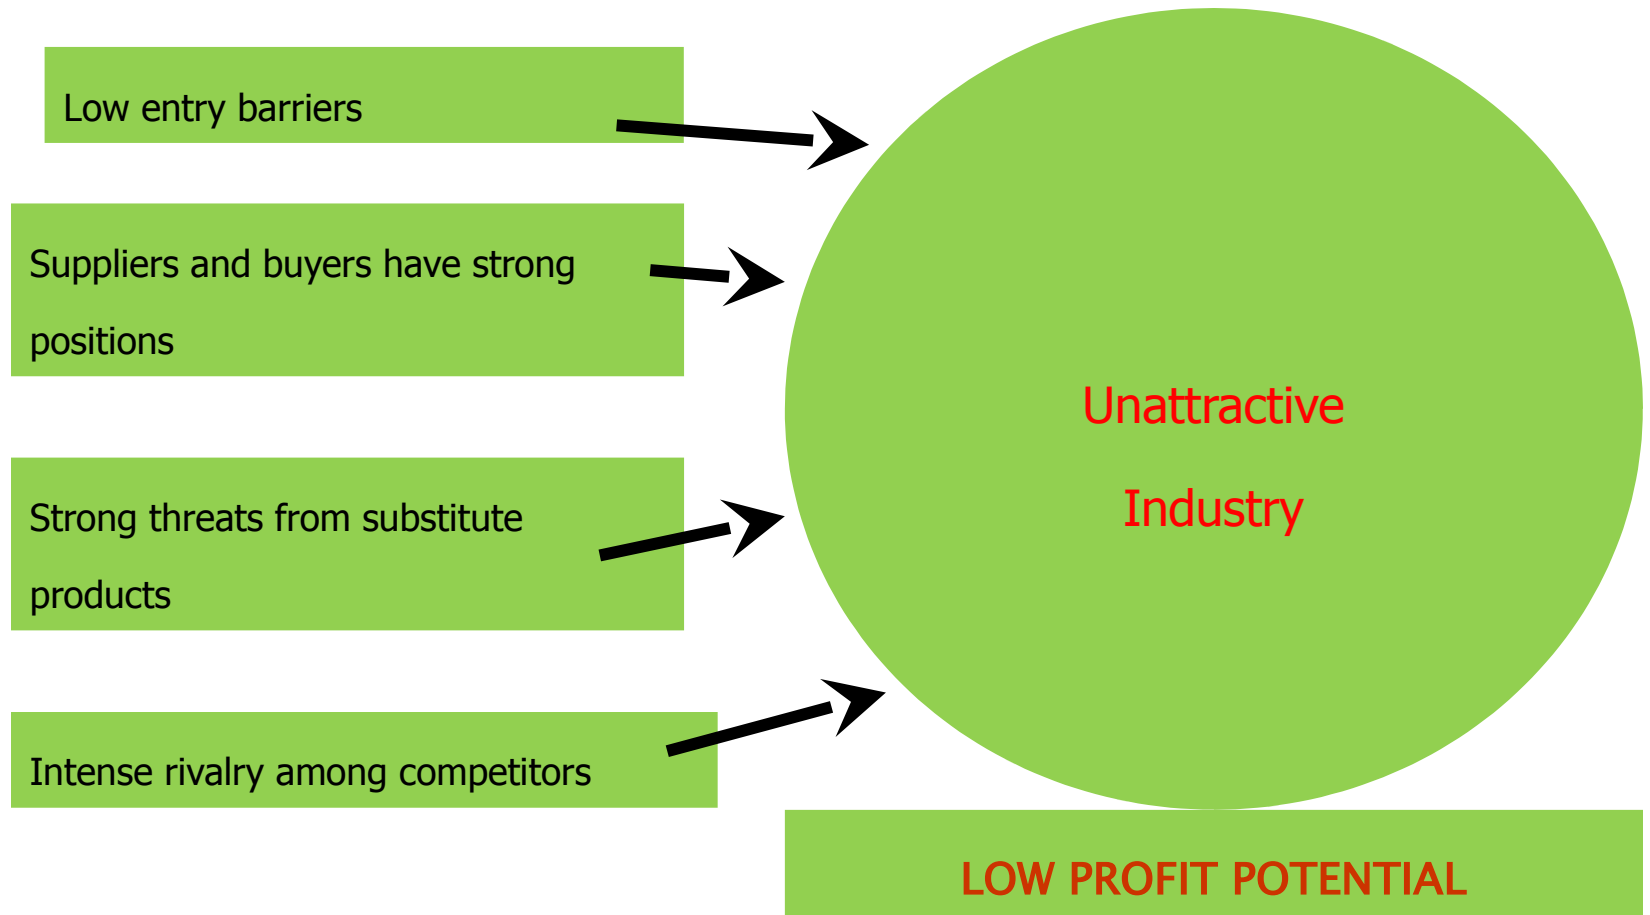 Low entry barriers
Suppliers and buyers have strong
positions
Strong threats from substitute
products
Intense rivalry among competitors
Unattractive
Industry
LOW PROFIT POTENTIAL